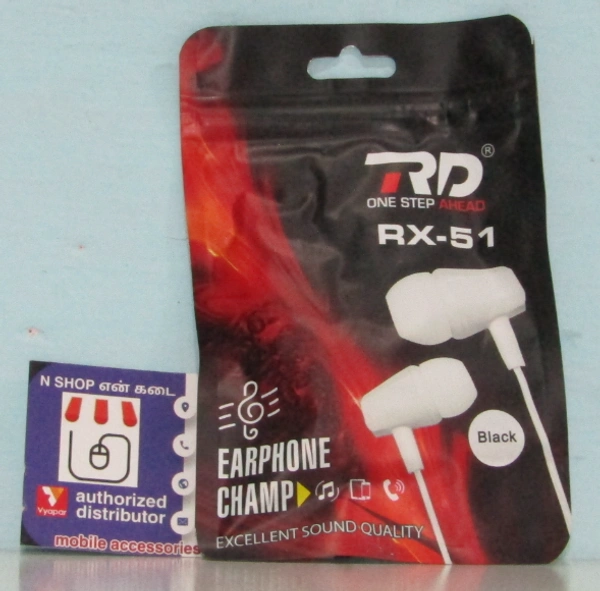 RD®
ONE STEP AHEAD
RX-51
Black
EARPHONE
CHAMP
EXCELLENT SOUND QUALITY
N SHOP என் கடை
Vyapar
authorized
distributor
mobile accessories